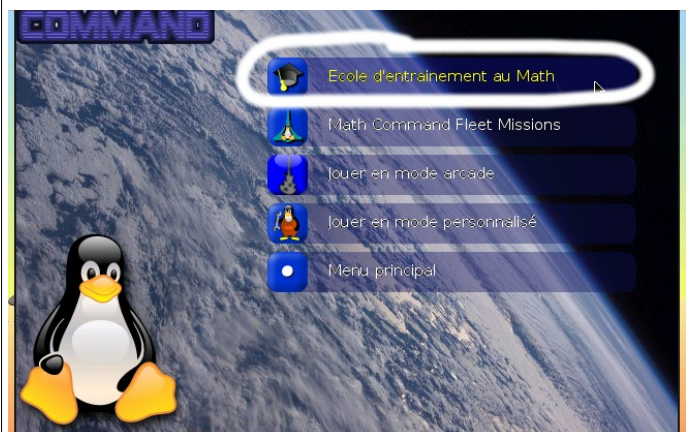 COMMAND
Ecole d'entrainement au Math
Math Command Fleet Missions
Jouer en mode arcade
Jouer en mode personnalisé
Menu principal